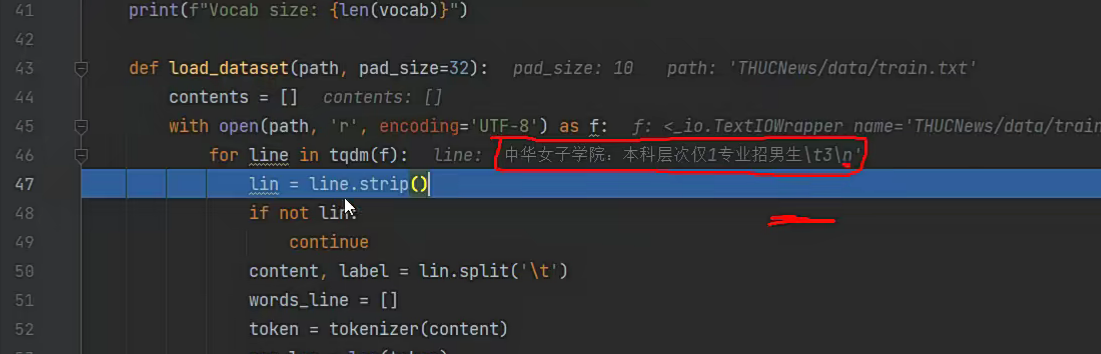 41 print(f"Vocab size: {len(vocab)}")
42
43 def load_dataset(path, pad_size=32): pad_size: 10 path: 'THUCNews/data/train.txt'
44 contents = [] contents: []
45 with open(path, 'r', encoding='UTF-8') as f: f: <_io.TextIOWrapper name='THUCNews/data/train
46 for line in tqdm(f): line: 中华女子学院：本科层次仅1专业招男生\t3\n'
47 lin = line.strip()
48 if not lin:
49 continue
50 content, label = lin.split('\t')
51 words_line = []
52 token = tokenizer(content)